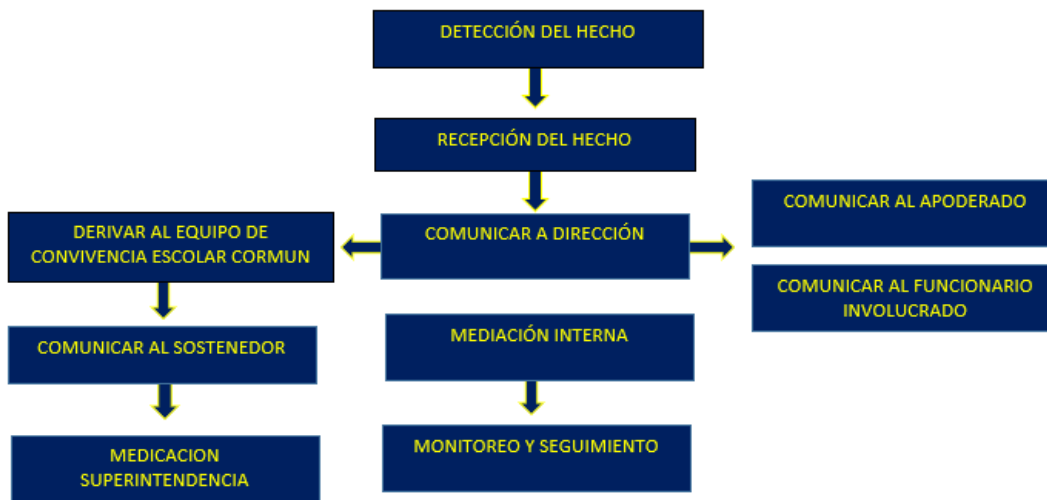 DETECCIÓN DEL HECHO
RECEPCIÓN DEL HECHO
COMUNICAR A DIRECCIÓN
COMUNICAR AL APODERADO
COMUNICAR AL FUNCIONARIO
INVOLUCRADO
DERIVAR AL EQUIPO DE
CONVIVENCIA ESCOLAR CORMUN
COMUNICAR AL SOSTENEDOR
MEDICACION
SUPERINTENDENCIA
MEDIACIÓN INTERNA
MONITOREO Y SEGUIMIENTO